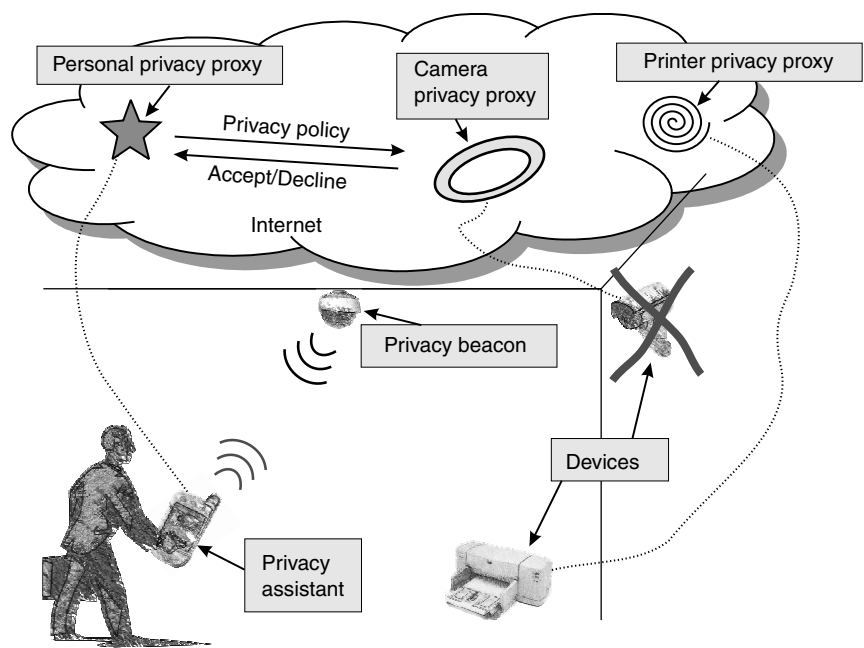 Personal privacy proxy
Camera
privacy proxy
Printer privacy proxy
Privacy policy
Accept/Decline
Internet
Privacy beacon
Devices
Privacy
assistant